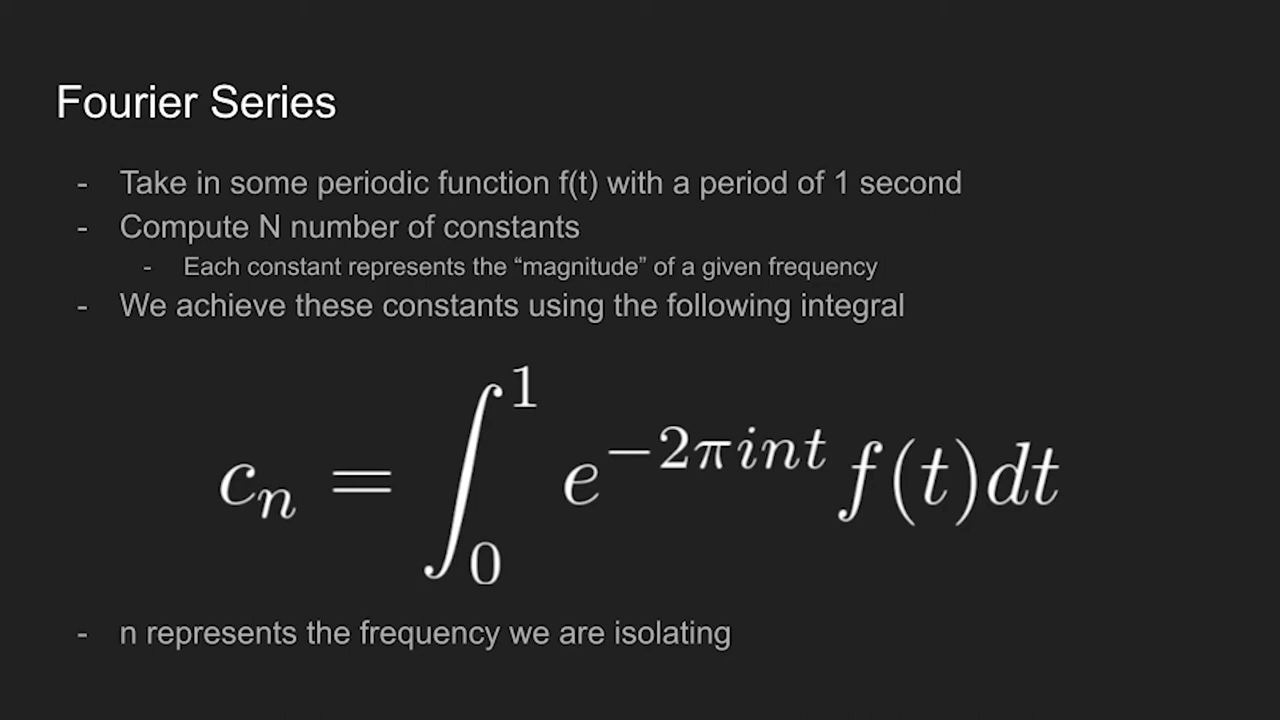 Fourier Series
- Take in some periodic function f(t) with a period of 1 second
- Compute N number of constants
- Each constant represents the “magnitude” of a given frequency
- We achieve these constants using the following integral
c_n = ∫_0^1 e^{-2πint} f(t)dt
- n represents the frequency we are isolating